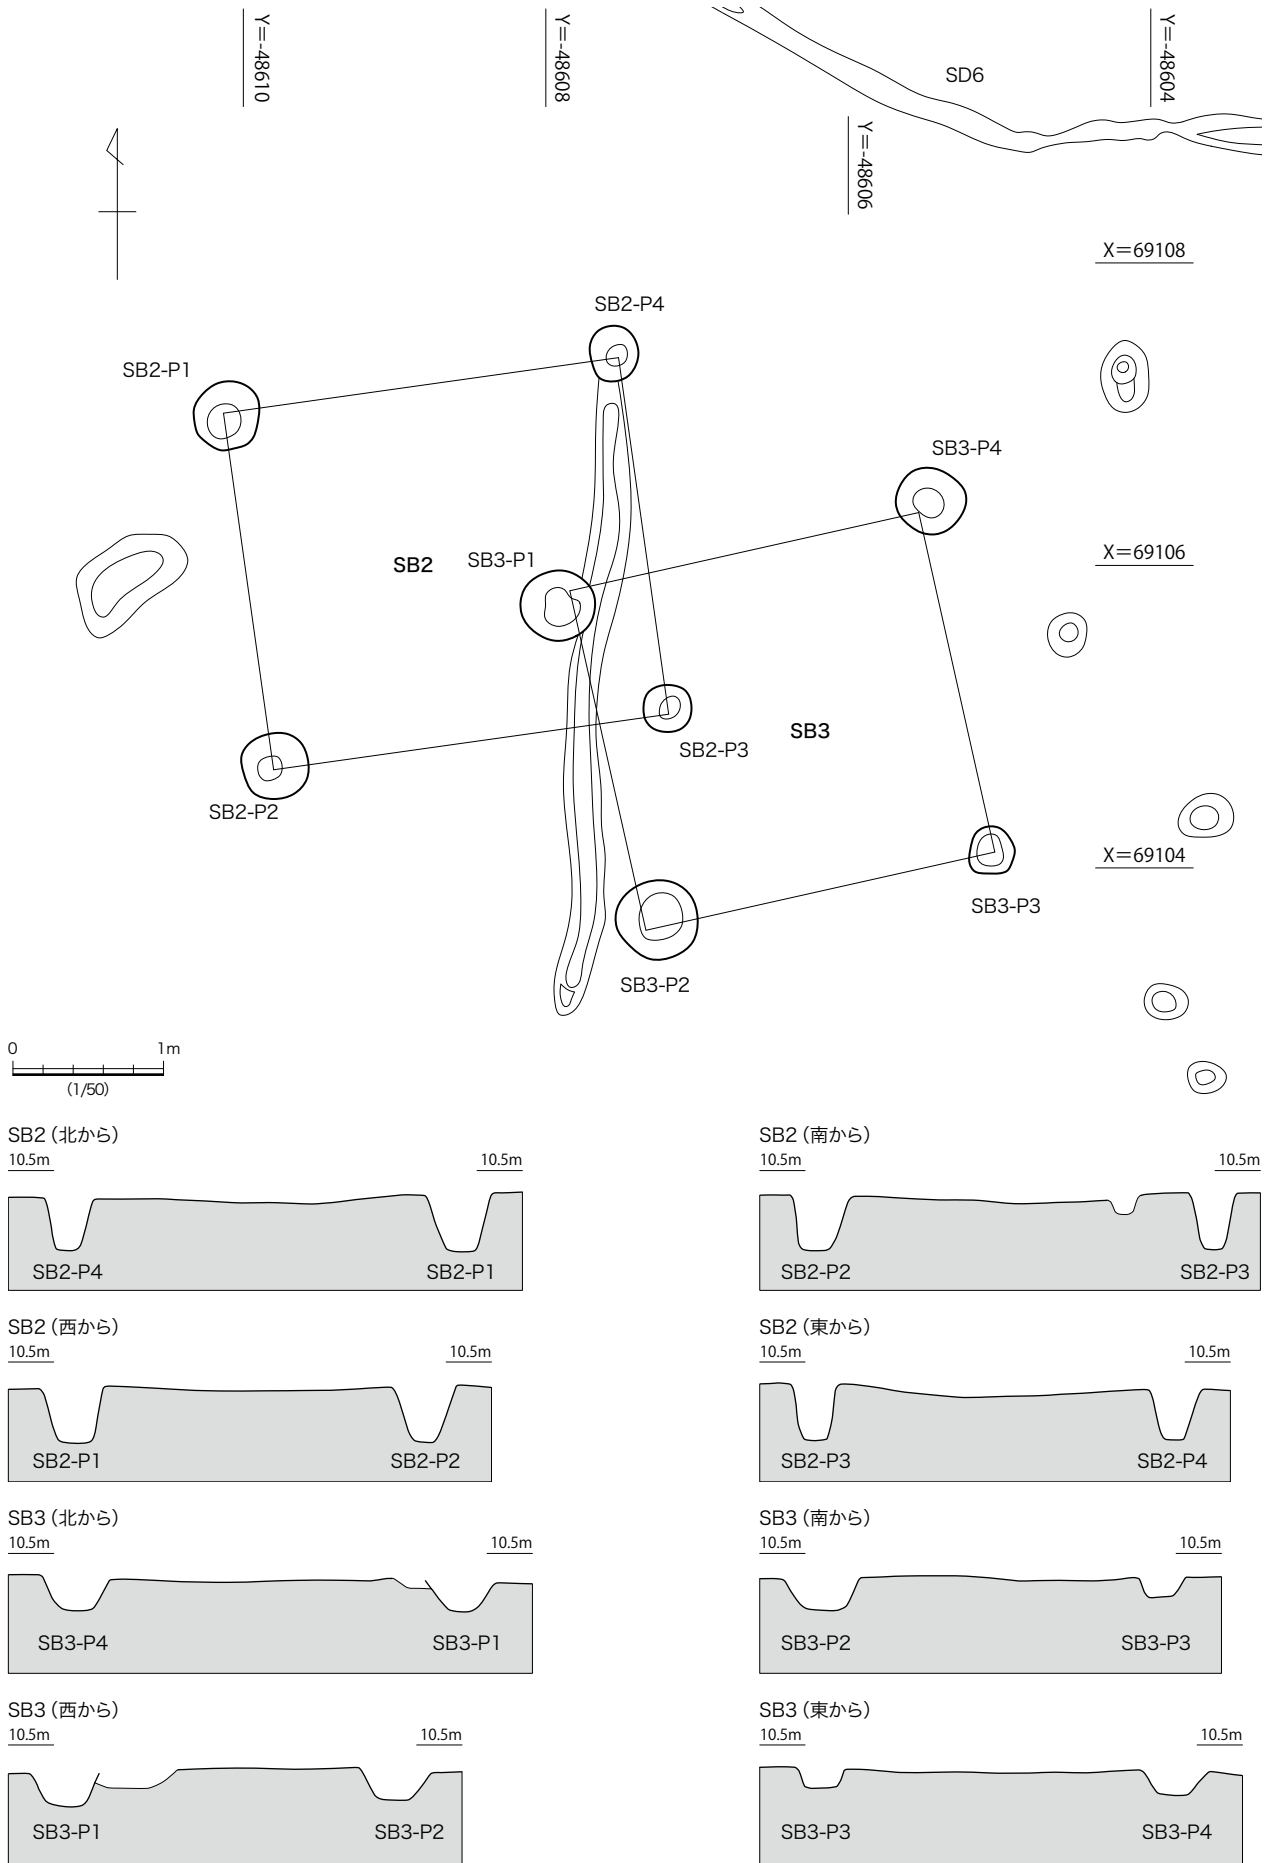 Y=-48610
Y=-48608
Y=-48606
Y=-48604
SD6
X=69108
SB2-P4
SB2-P1
SB3-P4
X=69106
SB2
SB3-P1
SB3
SB2-P3
SB2-P2
X=69104
SB3-P3
SB3-P2
0 1m
(1/50)
SB2（北から）
10.5m 10.5m
SB2-P4 SB2-P1
SB2（南から）
10.5m 10.5m
SB2-P2 SB2-P3
SB2（西から）
10.5m 10.5m
SB2-P1 SB2-P2
SB2（東から）
10.5m 10.5m
SB2-P3 SB2-P4
SB3（北から）
10.5m 10.5m
SB3-P4 SB3-P1
SB3（南から）
10.5m 10.5m
SB3-P2 SB3-P3
SB3（西から）
10.5m 10.5m
SB3-P1 SB3-P2
SB3（東から）
10.5m 10.5m
SB3-P3 SB3-P4